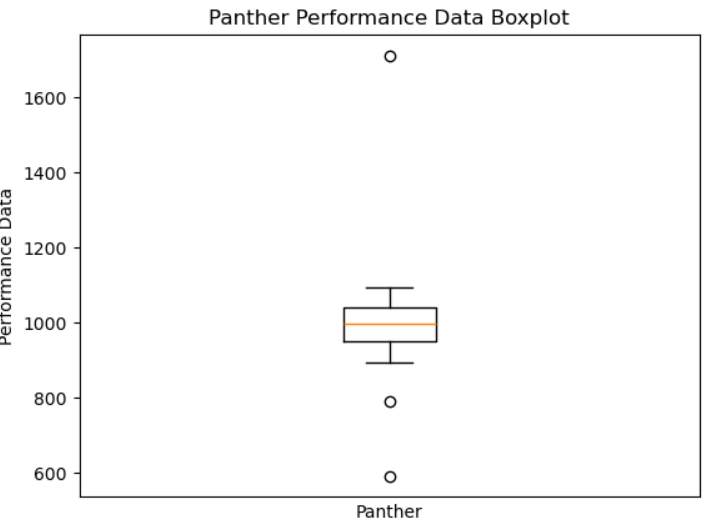 Panther Performance Data Boxplot
1600
1400
1200
1000
800
600
Performance Data
Panther